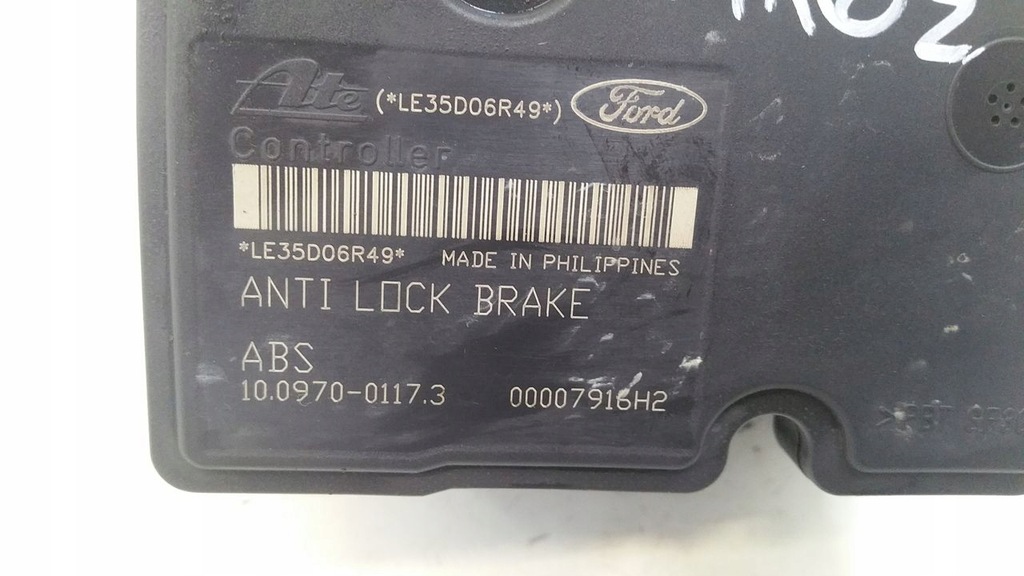 Ate (*LE35D06R49*) Ford
Controller
*LE35D06R49* MADE IN PHILIPPINES
ANTI LOCK BRAKE
ABS
10.0970-0117.3 00007916H2